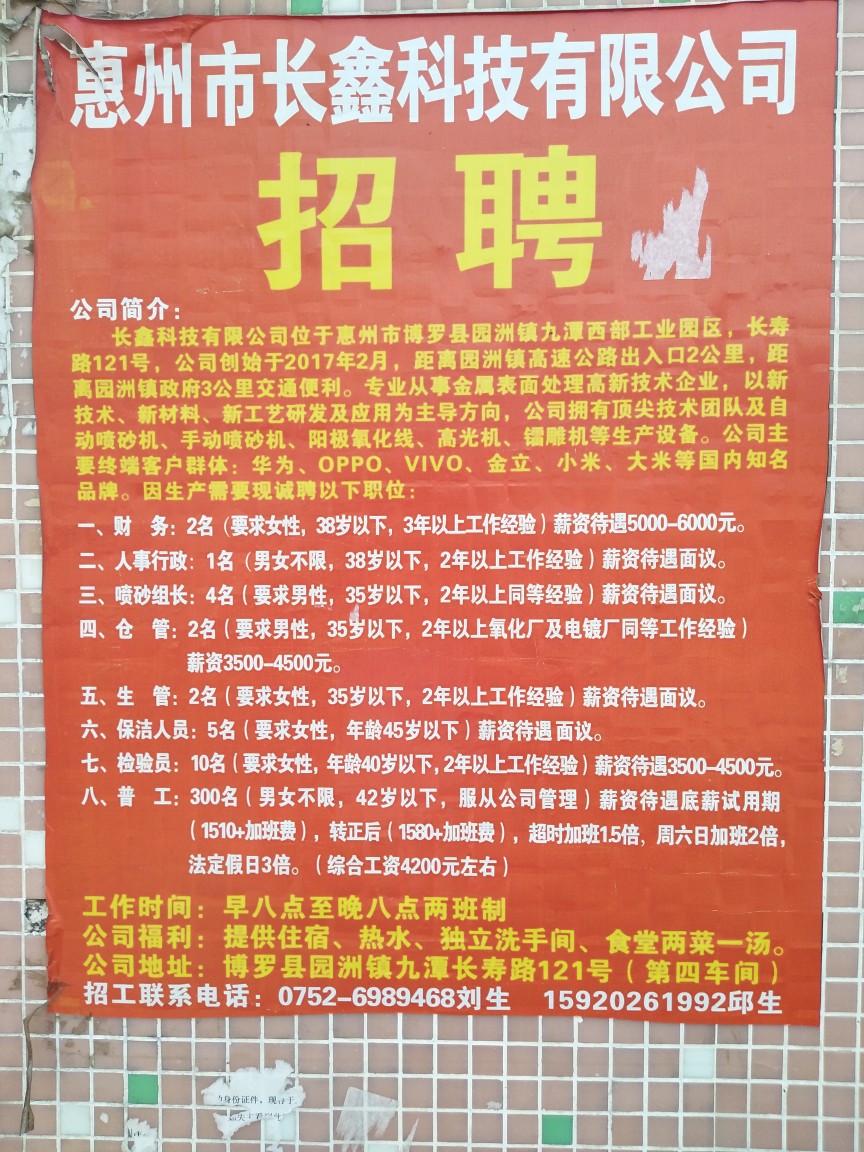 惠州市长鑫科技有限公司
招聘
公司简介：
长鑫科技有限公司位于惠州市博罗县园洲镇九潭西部工业园区，长寿
路121号，公司创始于2017年2月，距离园洲镇高速公路出入口2公里，距
离园洲镇政府3公里交通便利。专业从事金属表面处理高新技术企业，以新
技术、新材料、新工艺研发及应用为主导方向，公司拥有顶尖技术团队及自
动喷砂机、手动喷砂机、阳极氧化线、高光机、镭雕机等生产设备。公司主
要终端客户群体：华为、OPPO、VIVO、金立、小米、大米等国内知名
品牌。因生产需要现诚聘以下职位：
一、财　务：2名（要求女性，38岁以下，3年以上工作经验）薪资待遇5000-6000元。
二、人事行政：1名（男女不限，38岁以下，2年以上工作经验）薪资待遇面议。
三、喷砂组长：4名（要求男性，35岁以下，2年以上同等经验）薪资待遇面议。
四、仓　管：2名（要求男性，35岁以下，2年以上氧化厂及电镀厂同等工作经验）
薪资3500-4500元。
五、生　管：2名（要求女性，35岁以下，2年以上工作经验）薪资待遇面议。
六、保洁人员：5名（要求女性，年龄45岁以下）薪资待遇面议。
七、检验员：10名（要求女性，年龄40岁以下，2年以上工作经验）薪资待遇3500-4500元。
八、普　工：300名（男女不限，42岁以下，服从公司管理）薪资待遇底薪试用期
（1510+加班费），转正后（1580+加班费），超时加班1.5倍，周六日加班2倍，
法定假日3倍。（综合工资4200元左右）
工作时间：早八点至晚八点两班制
公司福利：提供住宿、热水、独立洗手间、食堂两菜一汤。
公司地址：博罗县园洲镇九潭长寿路121号（第四车间）
招工联系电话：0752-6989468刘生　15920261992邱生
身份证件，现